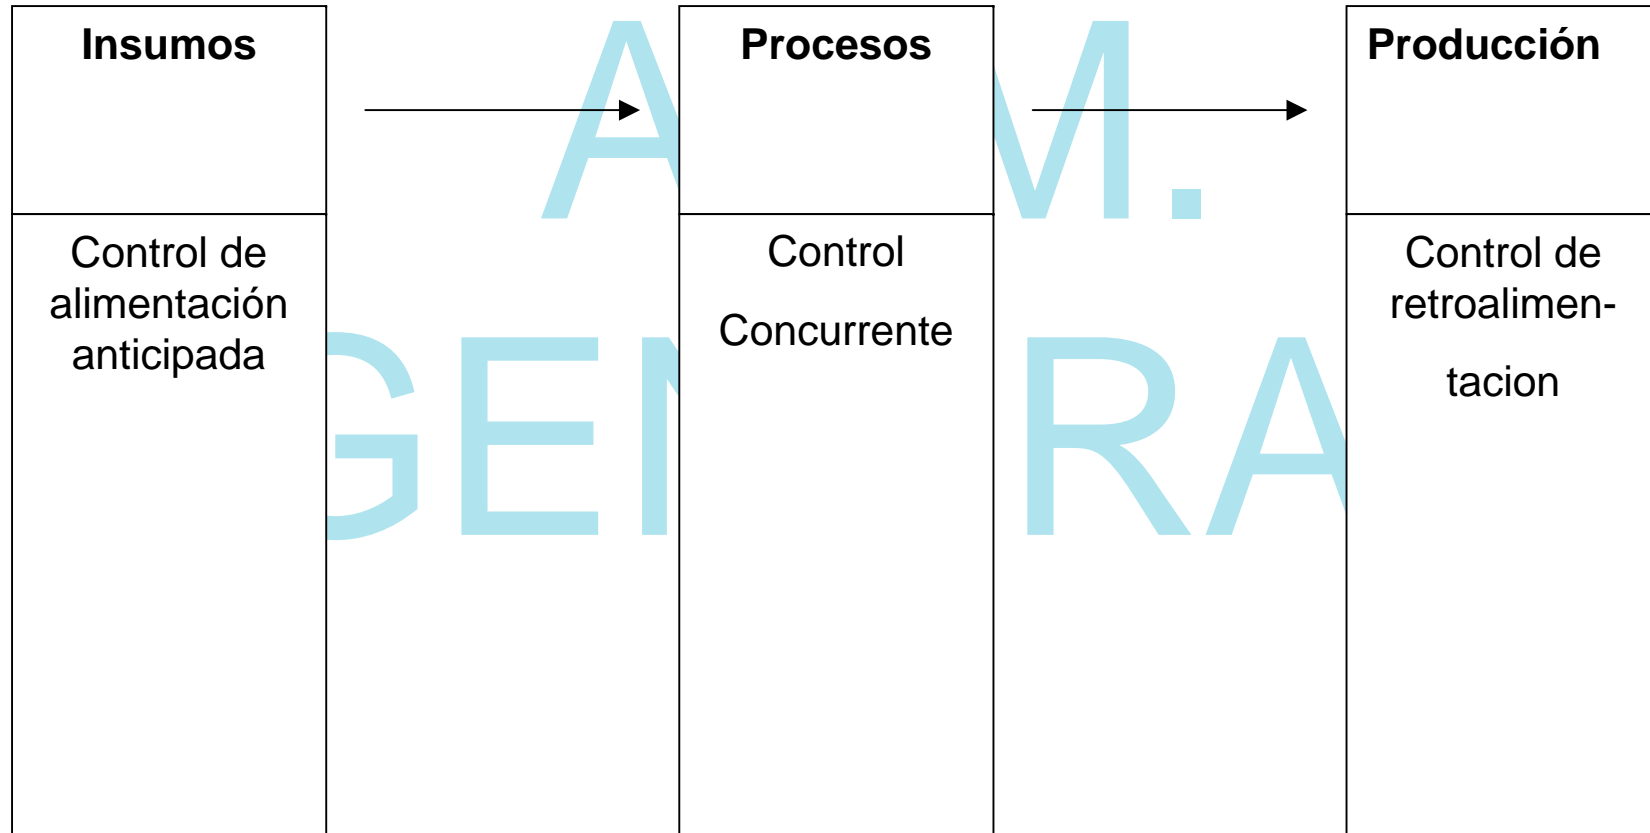 Insumos
Control de
alimentación
anticipada
Procesos
Control
Concurrente
Producción
Control de
retroalimen-
tacion